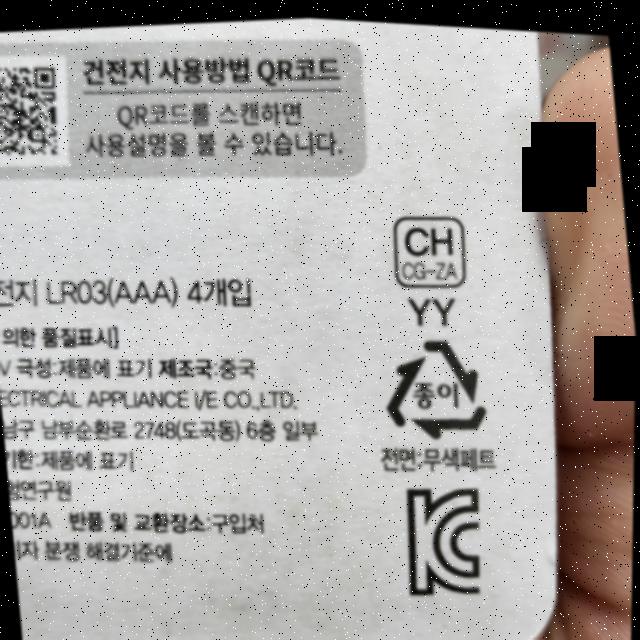 건전지 사용방법 QR코드
QR코드를 스캔하면
사용설명을 볼 수 있습니다.
CH
CG-ZA
YY
전지 LR03(AAA) 4개입
의한 품질표시]
V 극성:제품에 표기 제조국:중국
ECTRICAL APPLIANCE CO.,LTD.
남구 남부순환로 2748(도곡동) 6층 일부
한:제품에 표기
연구원
001A 반품 및 교환장소:구입처
자 분쟁 해결기준에
종이
전면:무색페트